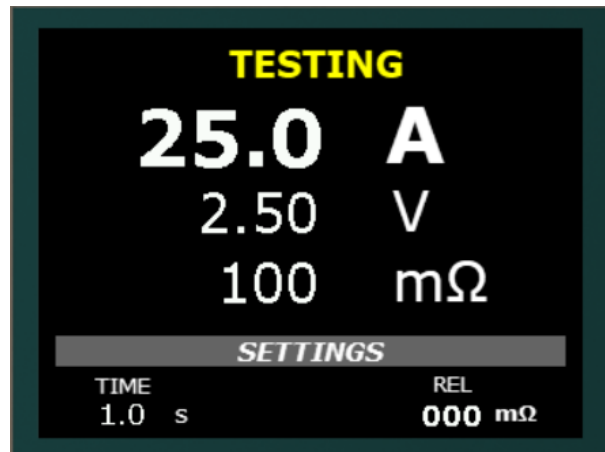 TESTING
25.0 A
2.50 V
100 mΩ
SETTINGS
TIME REL
1.0 s 000 mΩ